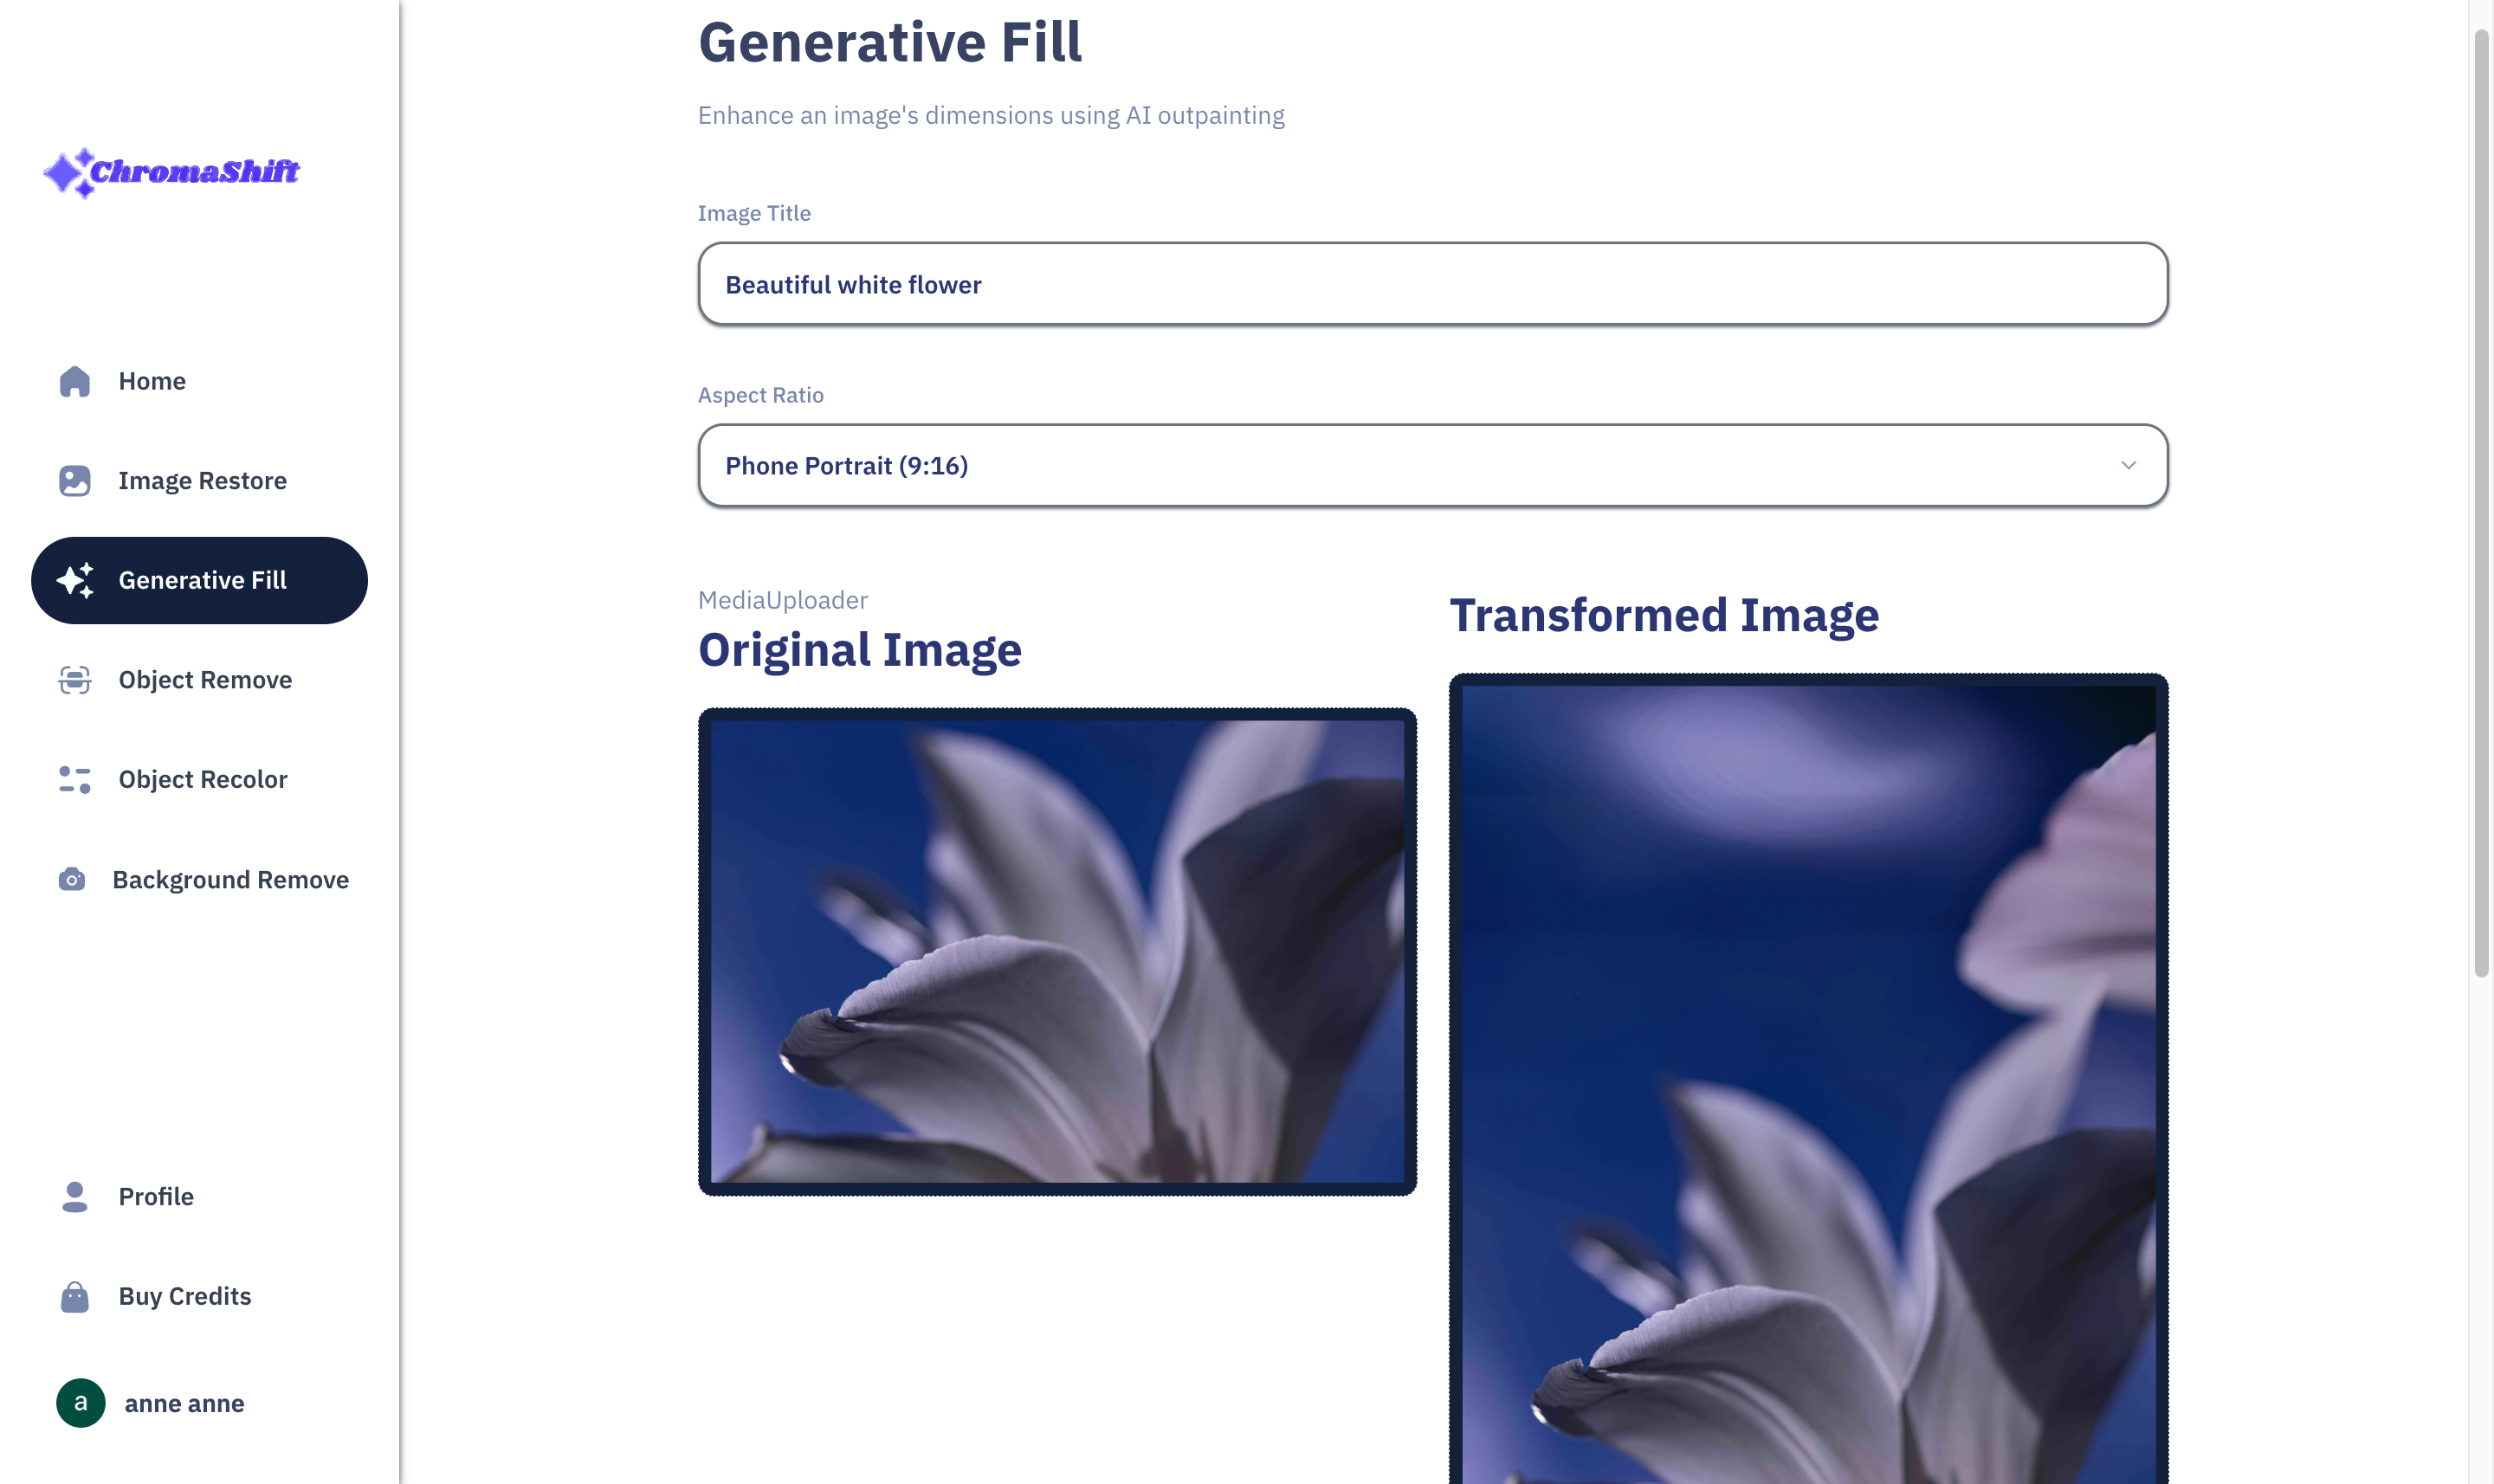 ChromaShift
Home
Image Restore
Generative Fill
Object Remove
Object Recolor
Background Remove
Profile
Buy Credits
a
anne anne
Generative Fill
Enhance an image's dimensions using AI outpainting
Image Title
Beautiful white flower
Aspect Ratio
Phone Portrait (9:16)
MediaUploader
Original Image
Transformed Image